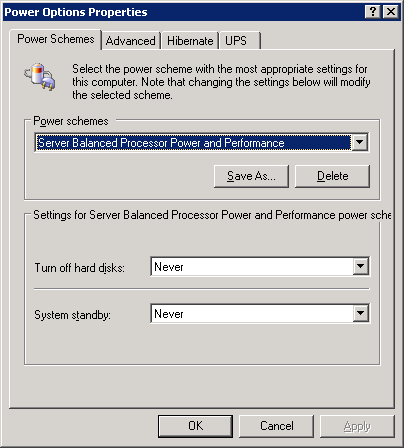 Power Options Properties
Power Schemes
Advanced
Hibernate
UPS
Select the power scheme with the most appropriate settings for
this computer. Note that changing the settings below will modify
the selected scheme.
Power schemes
Server Balanced Processor Power and Performance
Save As...
Delete
Settings for Server Balanced Processor Power and Performance power sche
Turn off hard disks:
Never
System standby:
Never
OK
Cancel
Apply